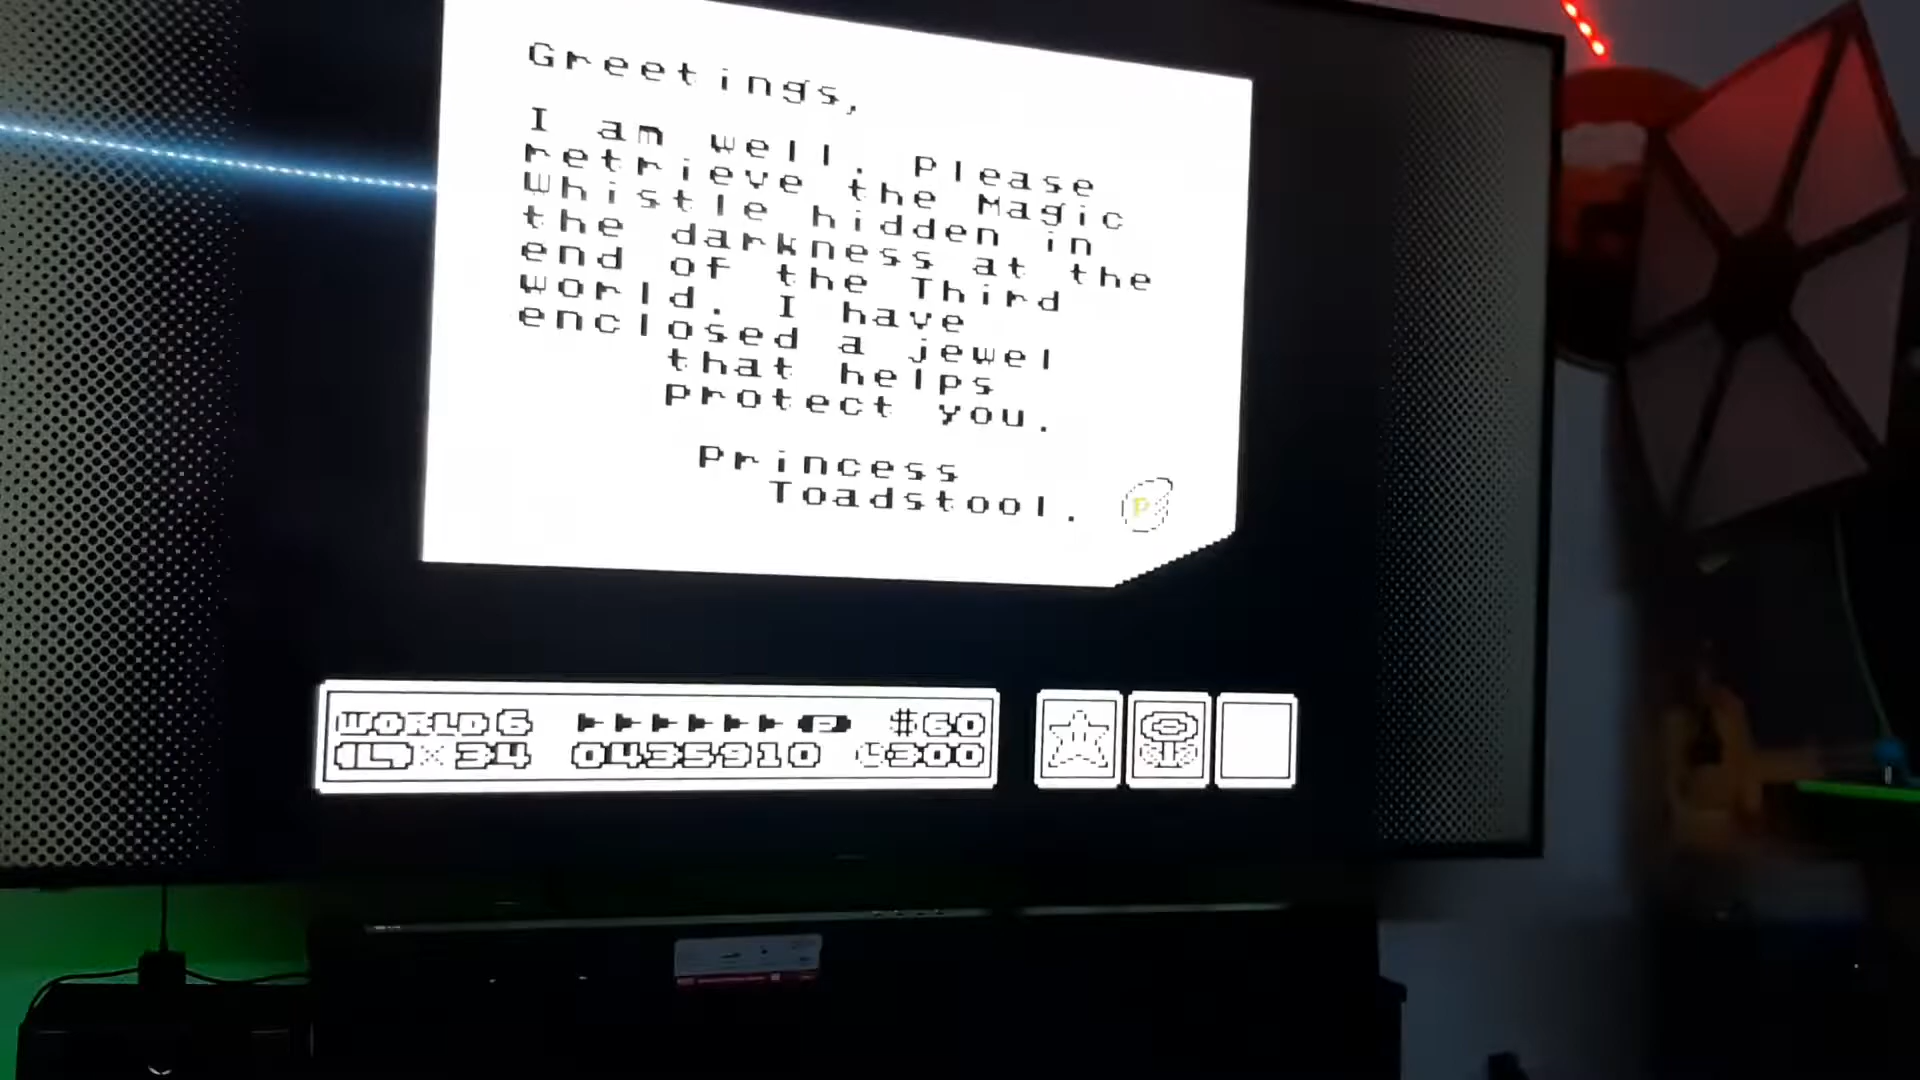 Greetings,
I am well. Please
retrieve the Magic
Whistle hidden in
the darkness at the
end of the Third
world. I have
enclosed a jewel
that helps
protect you.
Princess
Toadstool.
P
WORLD 6 P #60
L × 34 0435910 300